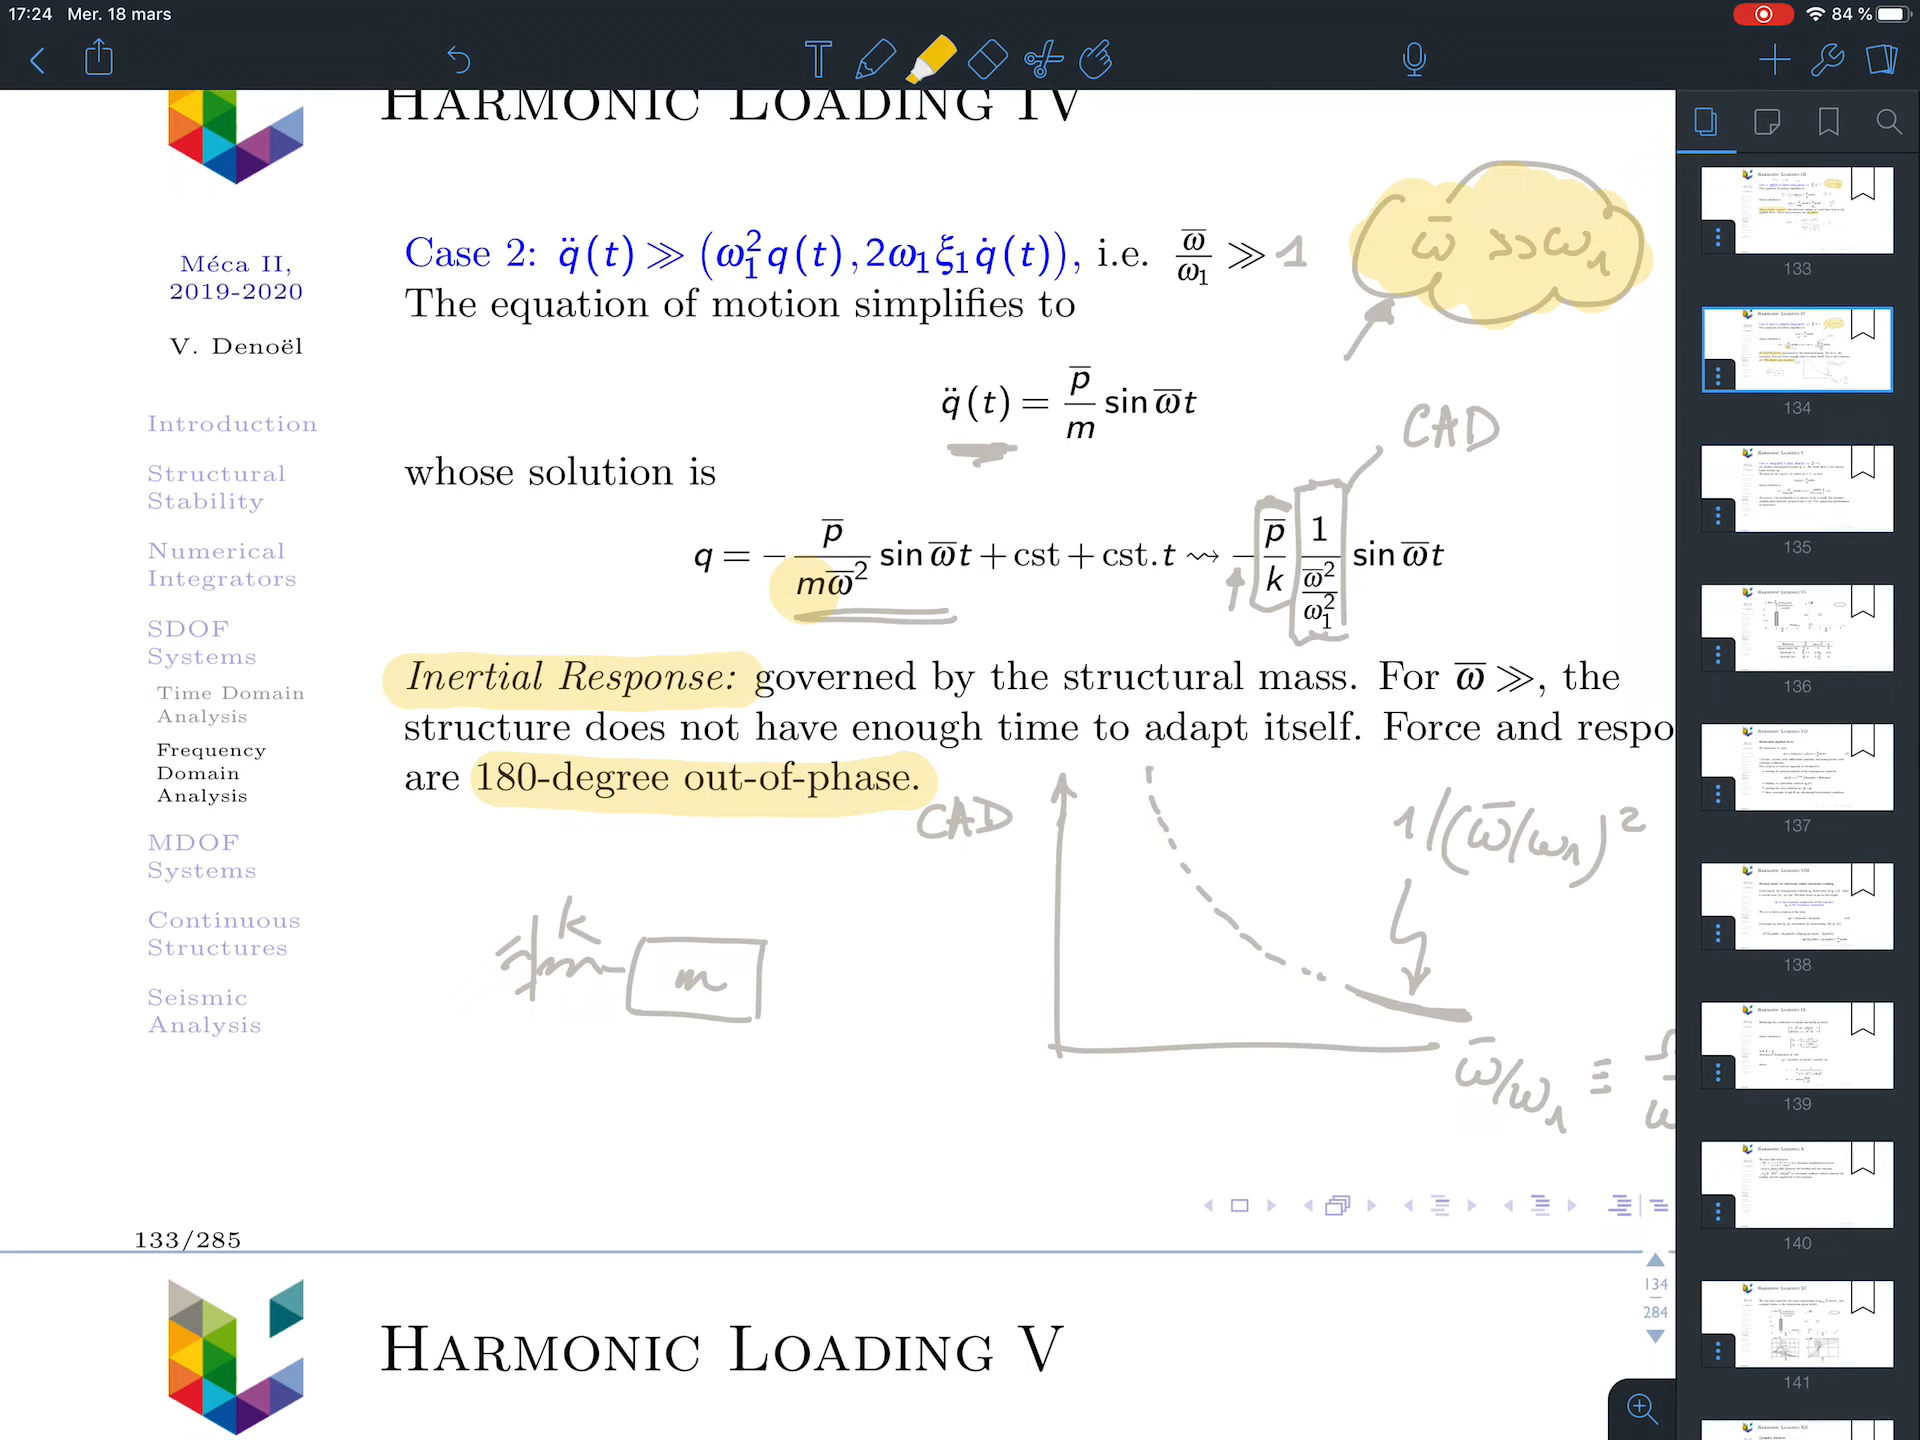 17:24 Mer. 18 mars
84 %
HARMONIC LOADING IV
Méca II,
2019-2020
V. Denoël
Introduction
Structural
Stability
Numerical
Integrators
SDOF
Systems
Time Domain
Analysis
Frequency
Domain
Analysis
MDOF
Systems
Continuous
Structures
Seismic
Analysis
Case 2: q̈(t) ≫ (ω₁²q(t), 2ω₁ξ₁q̇(t)), i.e. ω̅/ω₁ ≫ 1
ω̅ >> ω₁
The equation of motion simplifies to
q̈(t) = p̅/m sin ω̅t
CAD
whose solution is
q = − p̅/(mω̅²) sin ω̅t + cst + cst.t ⇝ − p̅/k 1/(ω̅²/ω₁²) sin ω̅t
Inertial Response: governed by the structural mass. For ω̅ ≫, the
structure does not have enough time to adapt itself. Force and respo
are 180-degree out-of-phase.
CAD
1/(ω̅/ω₁)²
k
m
ω̅/ω₁ ≡
133/285
HARMONIC LOADING V
134
284
133
134
135
136
137
138
139
140
141